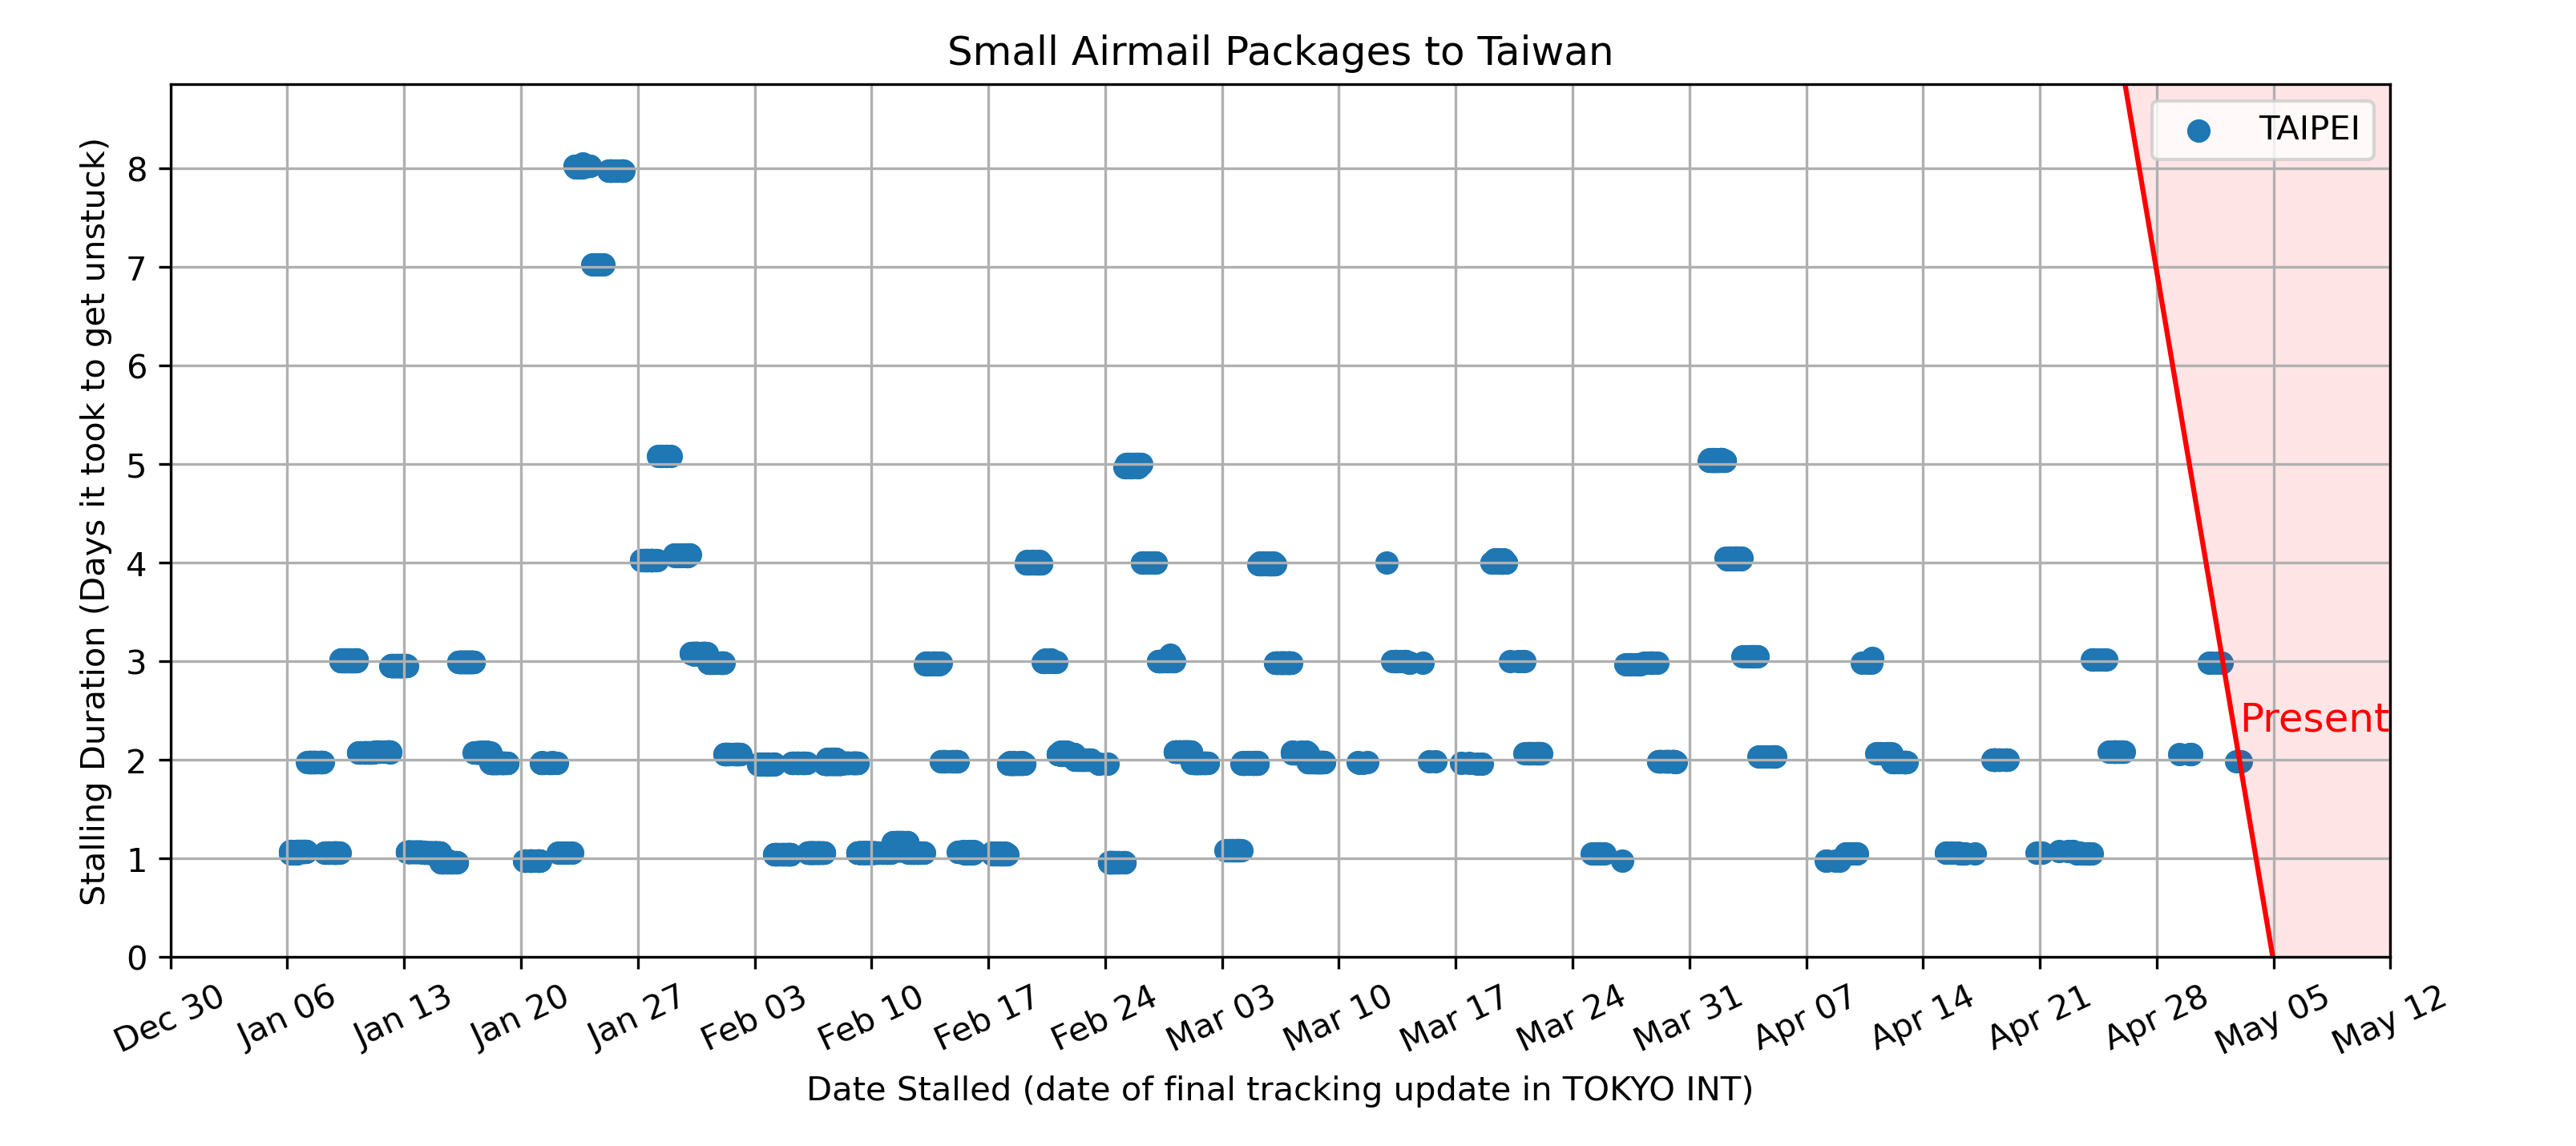 Small Airmail Packages to Taiwan
TAIPEI
Stalling Duration (Days it took to get unstuck)
8
7
6
5
4
3
2
1
0
Present
Dec 30
Jan 06
Jan 13
Jan 20
Jan 27
Feb 03
Feb 10
Feb 17
Feb 24
Mar 03
Mar 10
Mar 17
Mar 24
Mar 31
Apr 07
Apr 14
Apr 21
Apr 28
May 05
May 12
Date Stalled (date of final tracking update in TOKYO INT)